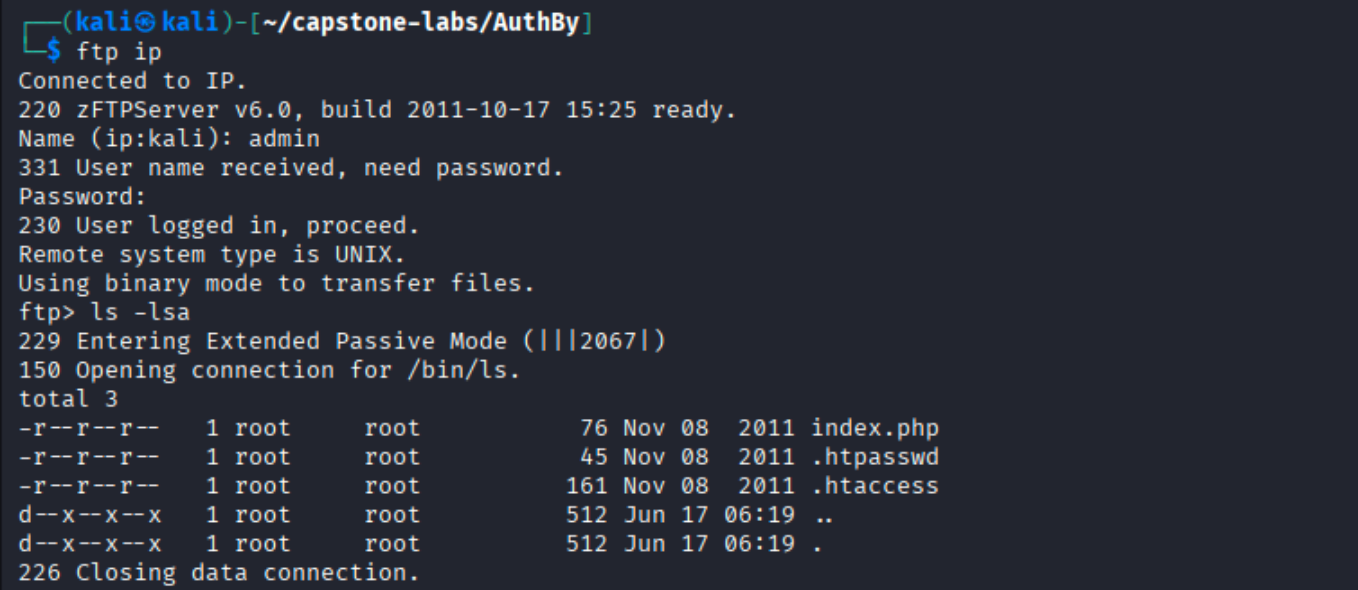 ┌──(kali㉿kali)-[~/capstone-labs/AuthBy]
└─$ ftp ip
Connected to IP.
220 zFTPServer v6.0, build 2011-10-17 15:25 ready.
Name (ip:kali): admin
331 User name received, need password.
Password:
230 User logged in, proceed.
Remote system type is UNIX.
Using binary mode to transfer files.
ftp> ls -lsa
229 Entering Extended Passive Mode (|||2067|)
150 Opening connection for /bin/ls.
total 3
-r--r--r--   1 root     root           76 Nov 08  2011 index.php
-r--r--r--   1 root     root           45 Nov 08  2011 .htpasswd
-r--r--r--   1 root     root          161 Nov 08  2011 .htaccess
d--x--x--x   1 root     root          512 Jun 17 06:19 ..
d--x--x--x   1 root     root          512 Jun 17 06:19 .
226 Closing data connection.